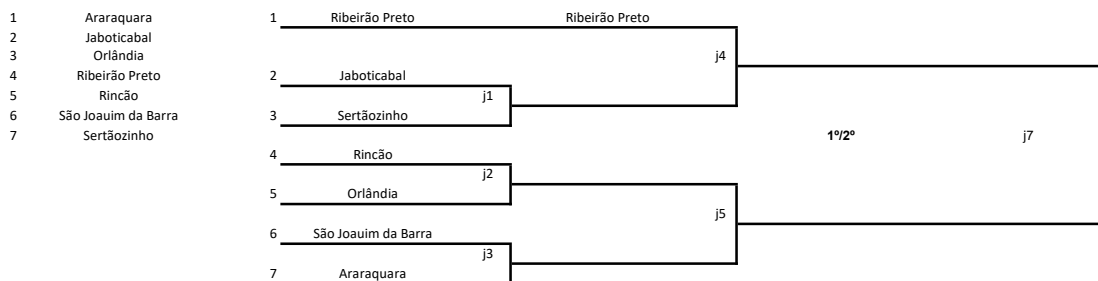 1 Araraquara
2 Jaboticabal
3 Orlândia
4 Ribeirão Preto
5 Rincão
6 São Joauim da Barra
7 Sertãozinho
1 Ribeirão Preto Ribeirão Preto
j4
2 Jaboticabal
j1
3 Sertãozinho
1º/2º j7
4 Rincão
j2
5 Orlândia
j5
6 São Joauim da Barra
j3
7 Araraquara